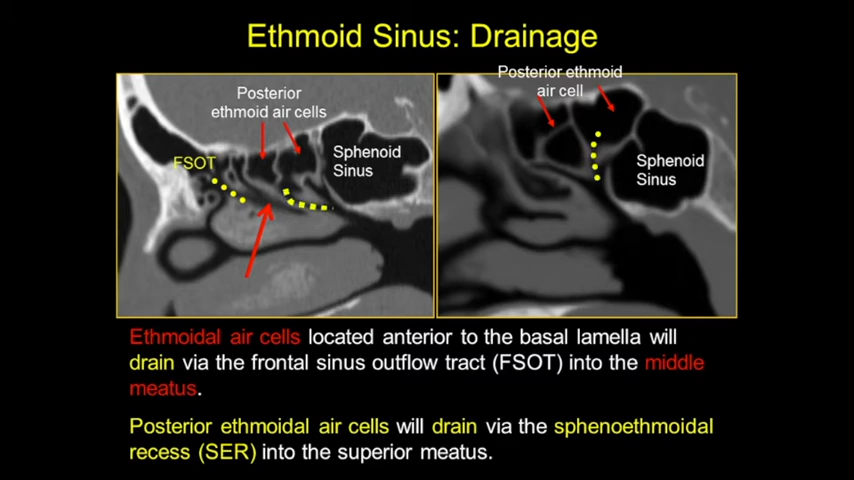 Ethmoid Sinus: Drainage
Posterior
ethmoid air cells
FSOT
Sphenoid
Sinus
Posterior ethmoid
air cell
Sphenoid
Sinus
Ethmoidal air cells located anterior to the basal lamella will
drain via the frontal sinus outflow tract (FSOT) into the middle
meatus.
Posterior ethmoidal air cells will drain via the sphenoethmoidal
recess (SER) into the superior meatus.